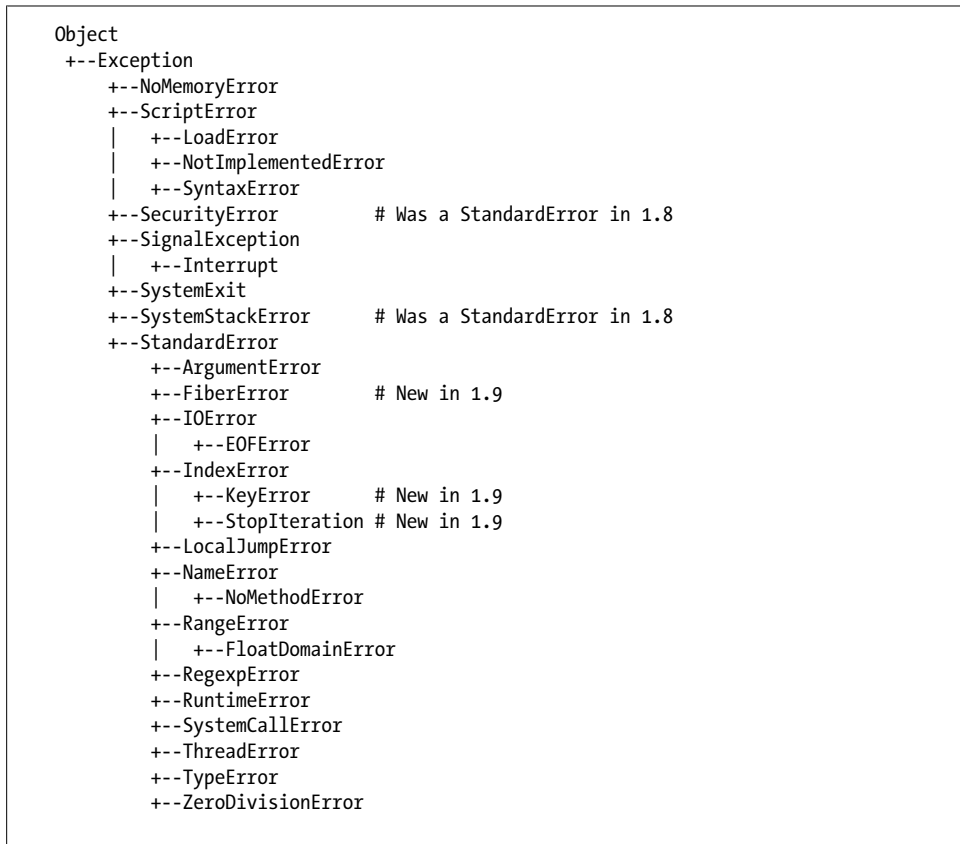 Object
 +--Exception
     +--NoMemoryError
     +--ScriptError
     |   +--LoadError
     |   +--NotImplementedError
     |   +--SyntaxError
     +--SecurityError         # Was a StandardError in 1.8
     +--SignalException
     |   +--Interrupt
     +--SystemExit
     +--SystemStackError      # Was a StandardError in 1.8
     +--StandardError
         +--ArgumentError
         +--FiberError        # New in 1.9
         +--IOError
         |   +--EOFError
         +--IndexError
         |   +--KeyError      # New in 1.9
         |   +--StopIteration # New in 1.9
         +--LocalJumpError
         +--NameError
         |   +--NoMethodError
         +--RangeError
         |   +--FloatDomainError
         +--RegexpError
         +--RuntimeError
         +--SystemCallError
         +--ThreadError
         +--TypeError
         +--ZeroDivisionError